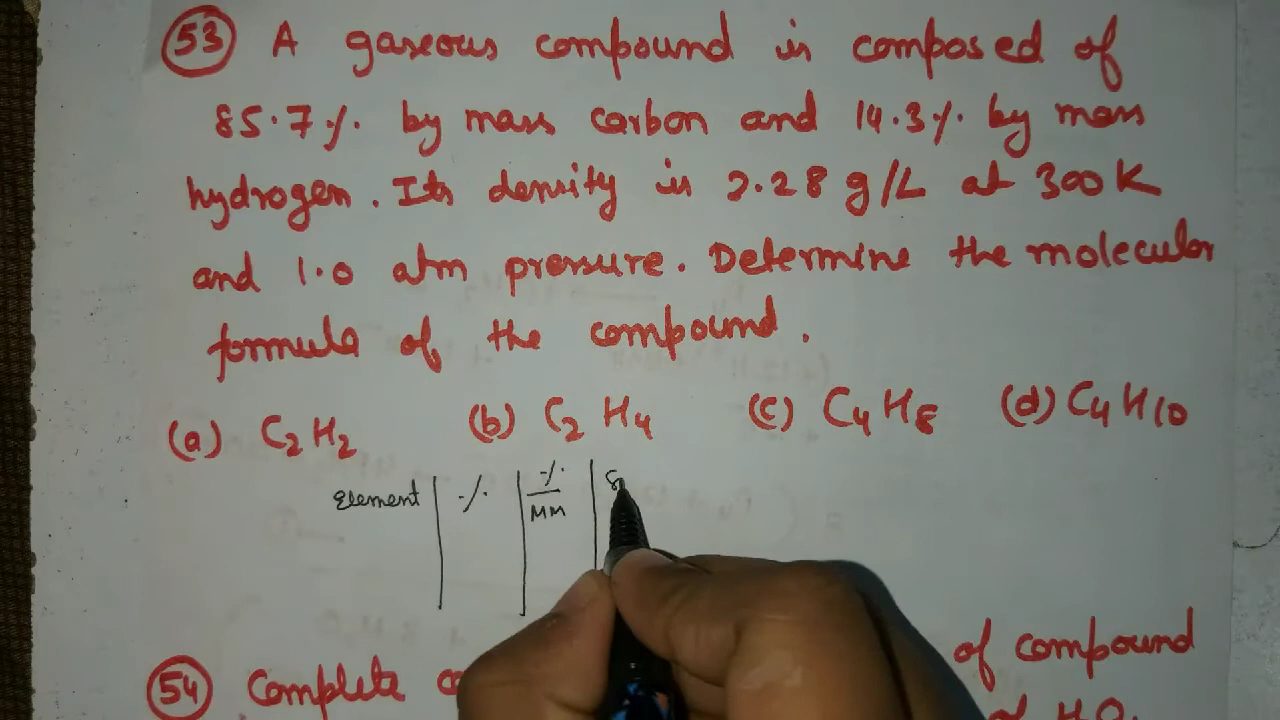 53 A gaseous compound is composed of
85.7% by mass carbon and 14.3% by mass
hydrogen. Its density is 2.28 g/L at 300K
and 1.0 atm pressure. Determine the molecular
formula of the compound.
(a) C2H2 (b) C2H4 (c) C4H8 (d) C4H10
Element % %/MM
54 Complete of compound